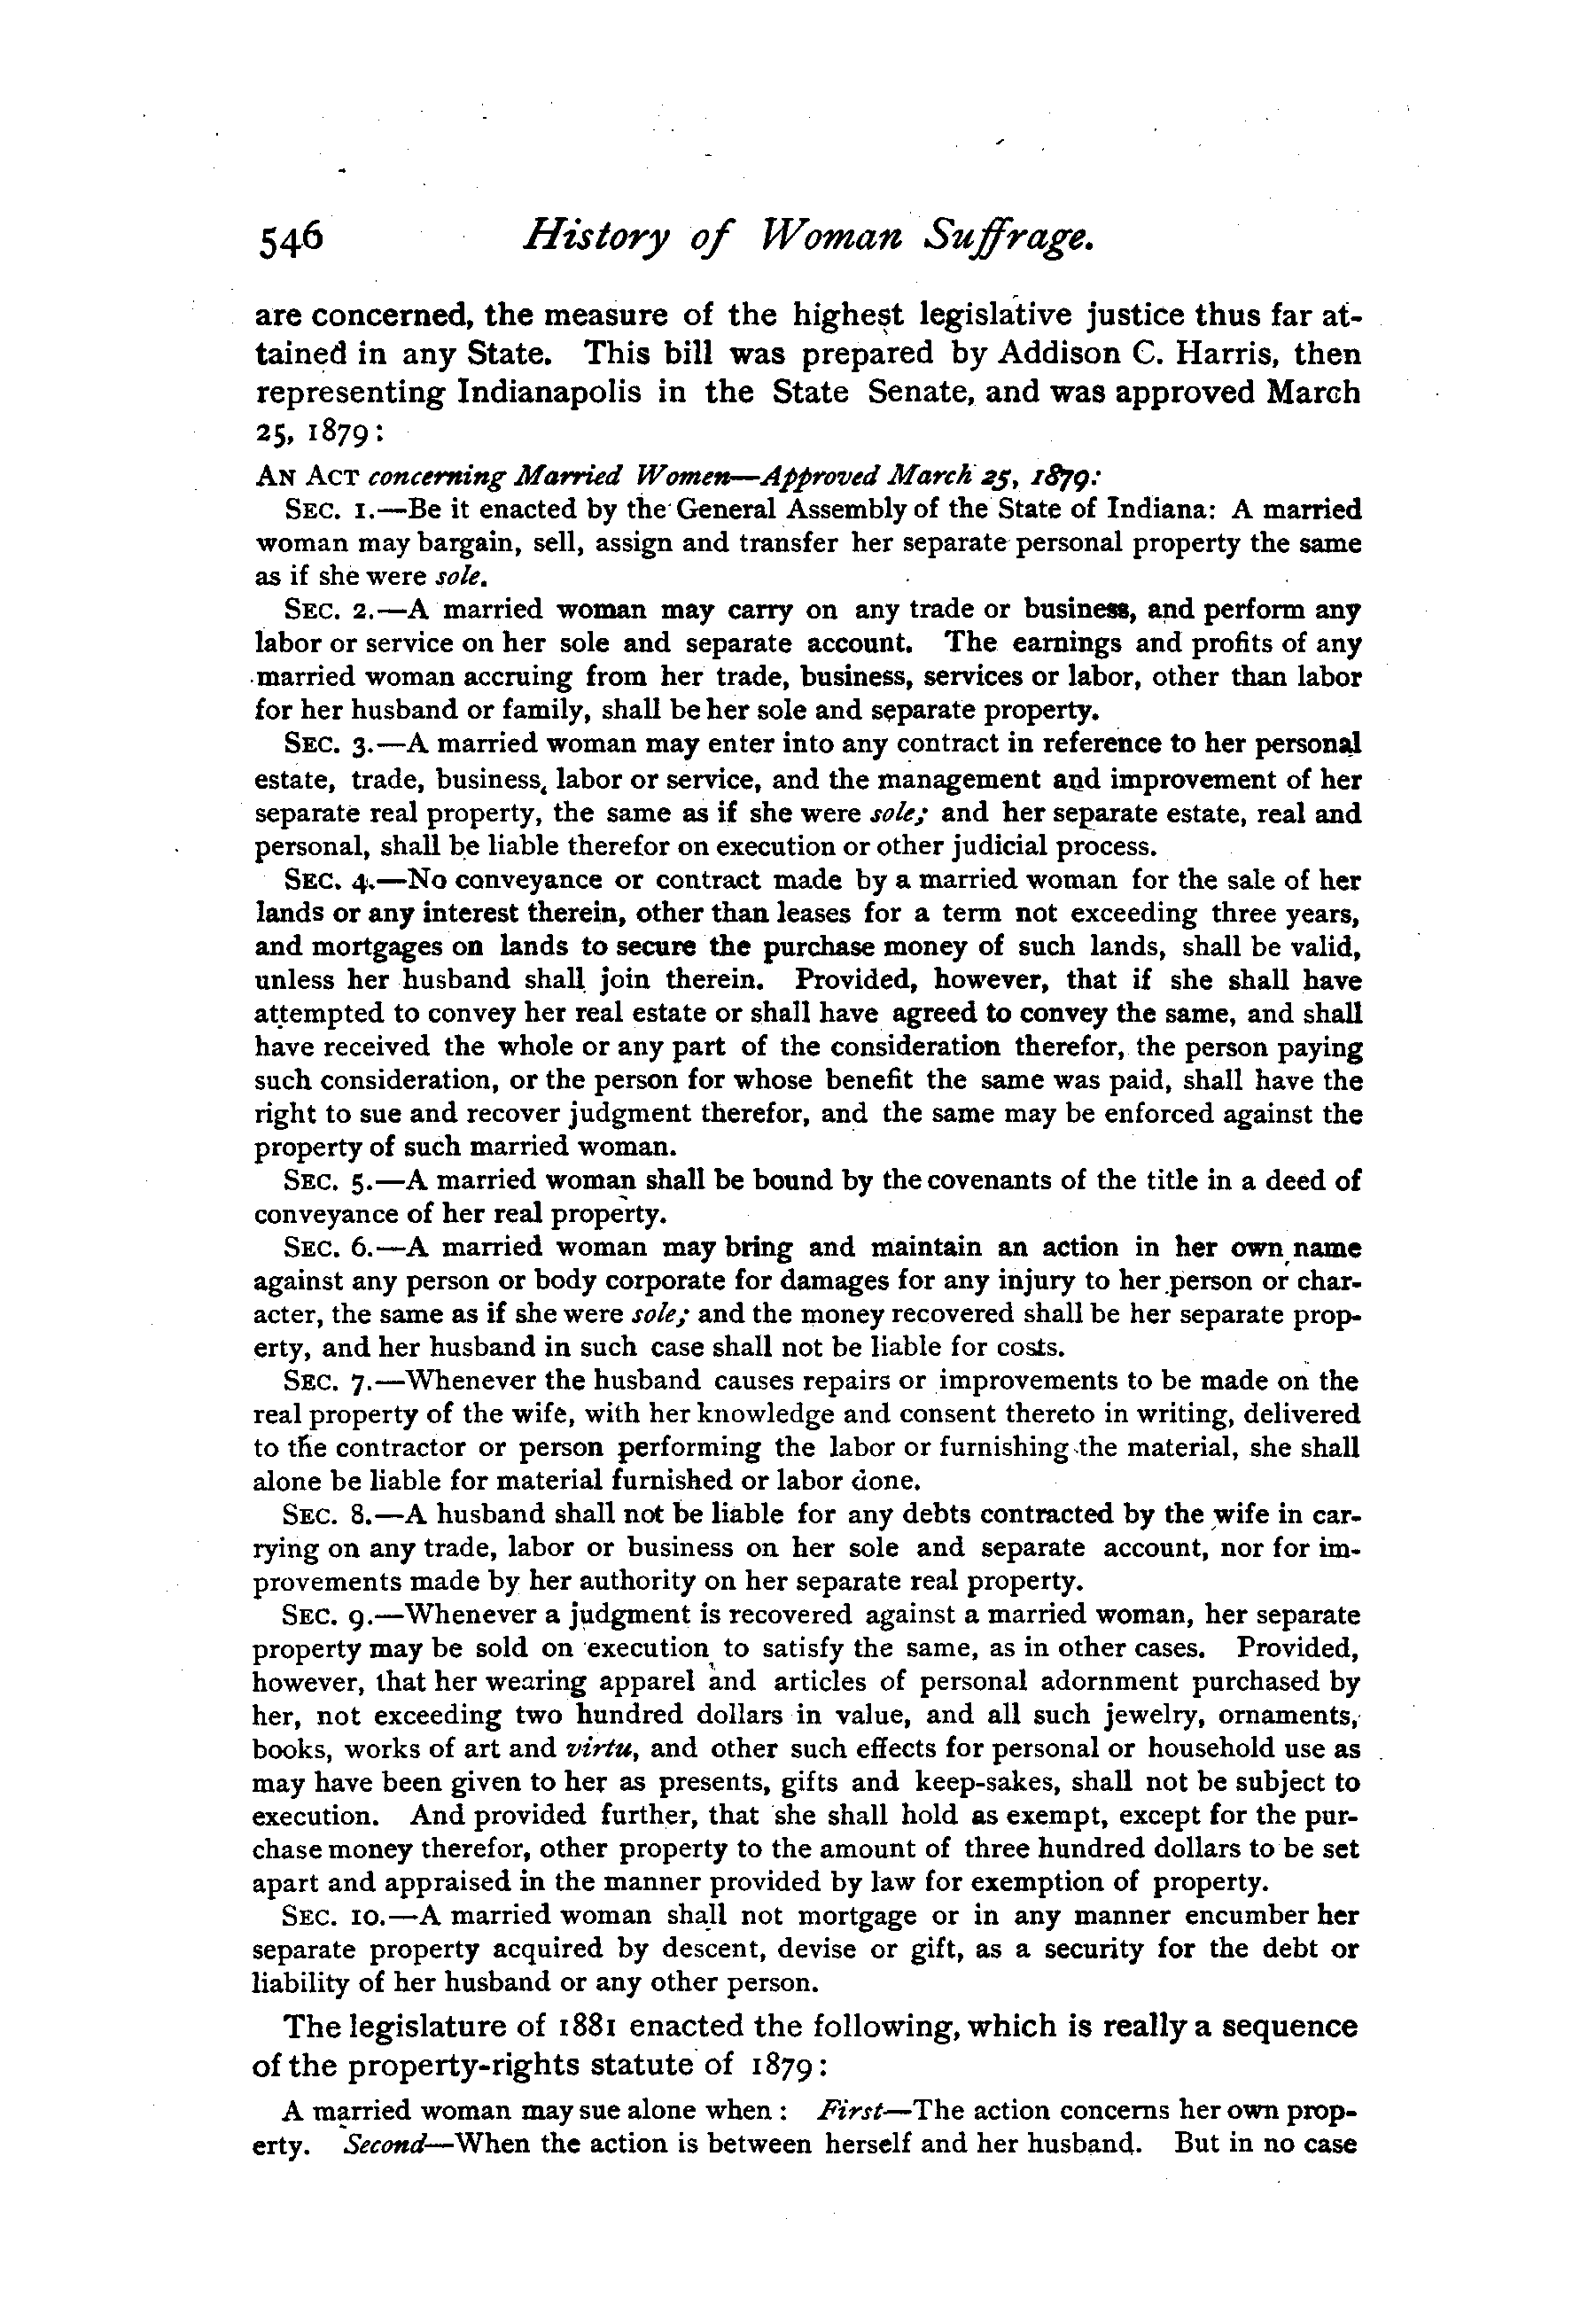 546 History of Woman Suffrage.
are concerned, the measure of the highest legislative justice thus far at-
tained in any State. This bill was prepared by Addison C. Harris, then
representing Indianapolis in the State Senate, and was approved March
25, 1879:
AN ACT concerning Married Women—Approved March 25, 1879:
SEC. 1.—Be it enacted by the General Assembly of the State of Indiana: A married
woman may bargain, sell, assign and transfer her separate personal property the same
as if she were sole.
SEC. 2.—A married woman may carry on any trade or business, and perform any
labor or service on her sole and separate account. The earnings and profits of any
married woman accruing from her trade, business, services or labor, other than labor
for her husband or family, shall be her sole and separate property.
SEC. 3.—A married woman may enter into any contract in reference to her personal
estate, trade, business, labor or service, and the management and improvement of her
separate real property, the same as if she were sole; and her separate estate, real and
personal, shall be liable therefor on execution or other judicial process.
SEC. 4.—No conveyance or contract made by a married woman for the sale of her
lands or any interest therein, other than leases for a term not exceeding three years,
and mortgages on lands to secure the purchase money of such lands, shall be valid,
unless her husband shall join therein. Provided, however, that if she shall have
attempted to convey her real estate or shall have agreed to convey the same, and shall
have received the whole or any part of the consideration therefor, the person paying
such consideration, or the person for whose benefit the same was paid, shall have the
right to sue and recover judgment therefor, and the same may be enforced against the
property of such married woman.
SEC. 5.—A married woman shall be bound by the covenants of the title in a deed of
conveyance of her real property.
SEC. 6.—A married woman may bring and maintain an action in her own name
against any person or body corporate for damages for any injury to her person or char-
acter, the same as if she were sole; and the money recovered shall be her separate prop-
erty, and her husband in such case shall not be liable for costs.
SEC. 7.—Whenever the husband causes repairs or improvements to be made on the
real property of the wife, with her knowledge and consent thereto in writing, delivered
to the contractor or person performing the labor or furnishing the material, she shall
alone be liable for material furnished or labor done.
SEC. 8.—A husband shall not be liable for any debts contracted by the wife in car-
rying on any trade, labor or business on her sole and separate account, nor for im-
provements made by her authority on her separate real property.
SEC. 9.—Whenever a judgment is recovered against a married woman, her separate
property may be sold on execution to satisfy the same, as in other cases. Provided,
however, that her wearing apparel and articles of personal adornment purchased by
her, not exceeding two hundred dollars in value, and all such jewelry, ornaments,
books, works of art and virtu, and other such effects for personal or household use as
may have been given to her as presents, gifts and keep-sakes, shall not be subject to
execution. And provided further, that she shall hold as exempt, except for the pur-
chase money therefor, other property to the amount of three hundred dollars to be set
apart and appraised in the manner provided by law for exemption of property.
SEC. 10.—A married woman shall not mortgage or in any manner encumber her
separate property acquired by descent, devise or gift, as a security for the debt or
liability of her husband or any other person.
The legislature of 1881 enacted the following, which is really a sequence
of the property-rights statute of 1879:
A married woman may sue alone when: First—The action concerns her own prop-
erty. Second—When the action is between herself and her husband. But in no case